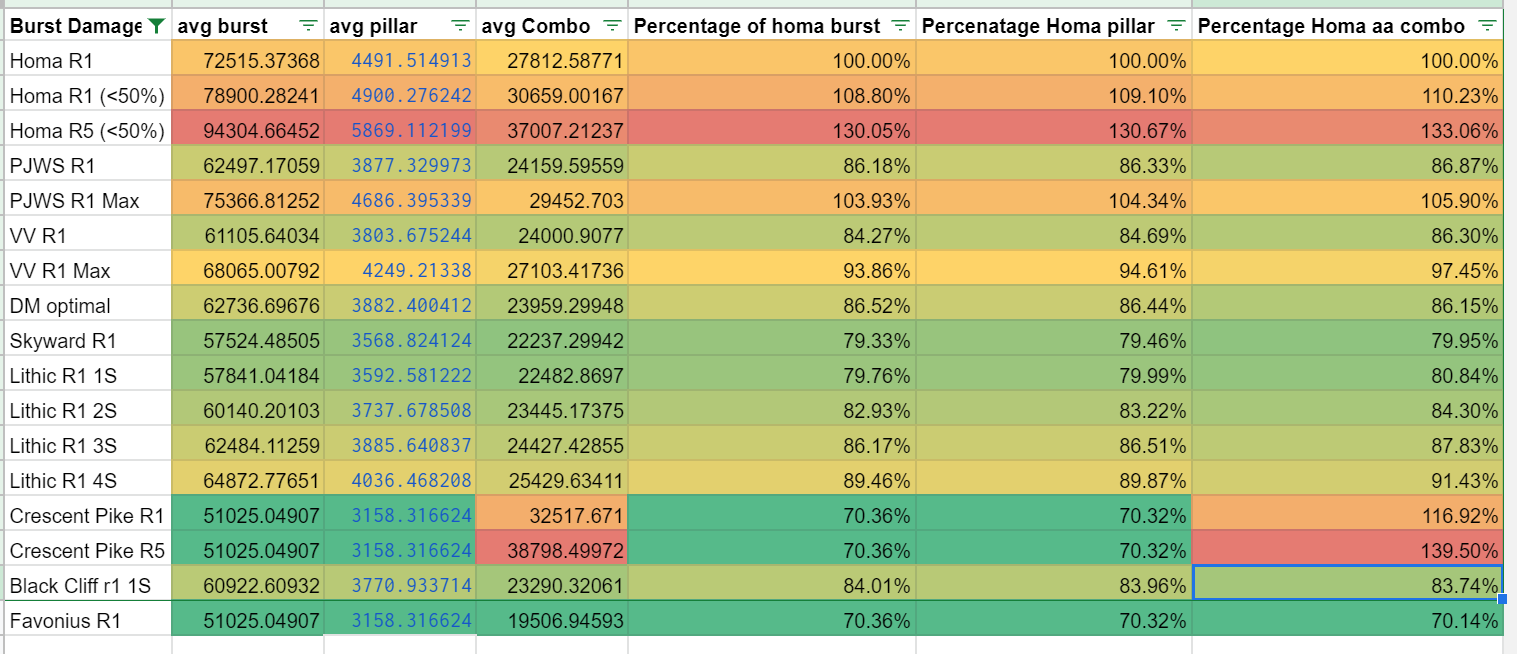 Burst Damage avg burst avg pillar avg Combo Percentage of homa burst Percenatage Homa pillar Percentage Homa aa combo
Homa R1 72515.37368 4491.514913 27812.58771 100.00% 100.00% 100.00%
Homa R1 (<50%) 78900.28241 4900.276242 30659.00167 108.80% 109.10% 110.23%
Homa R5 (<50%) 94304.66452 5869.112199 37007.21237 130.05% 130.67% 133.06%
PJWS R1 62497.17059 3877.329973 24159.59559 86.18% 86.33% 86.87%
PJWS R1 Max 75366.81252 4686.395339 29452.703 103.93% 104.34% 105.90%
VV R1 61105.64034 3803.675244 24000.9077 84.27% 84.69% 86.30%
VV R1 Max 68065.00792 4249.21338 27103.41736 93.86% 94.61% 97.45%
DM optimal 62736.69676 3882.400412 23959.29948 86.52% 86.44% 86.15%
Skyward R1 57524.48505 3568.824124 22237.29942 79.33% 79.46% 79.95%
Lithic R1 1S 57841.04184 3592.581222 22482.8697 79.76% 79.99% 80.84%
Lithic R1 2S 60140.20103 3737.678508 23445.17375 82.93% 83.22% 84.30%
Lithic R1 3S 62484.11259 3885.640837 24427.42855 86.17% 86.51% 87.83%
Lithic R1 4S 64872.77651 4036.468208 25429.63411 89.46% 89.87% 91.43%
Crescent Pike R1 51025.04907 3158.316624 32517.671 70.36% 70.32% 116.92%
Crescent Pike R5 51025.04907 3158.316624 38798.49972 70.36% 70.32% 139.50%
Black Cliff r1 1S 60922.60932 3770.933714 23290.32061 84.01% 83.96% 83.74%
Favonius R1 51025.04907 3158.316624 19506.94593 70.36% 70.32% 70.14%